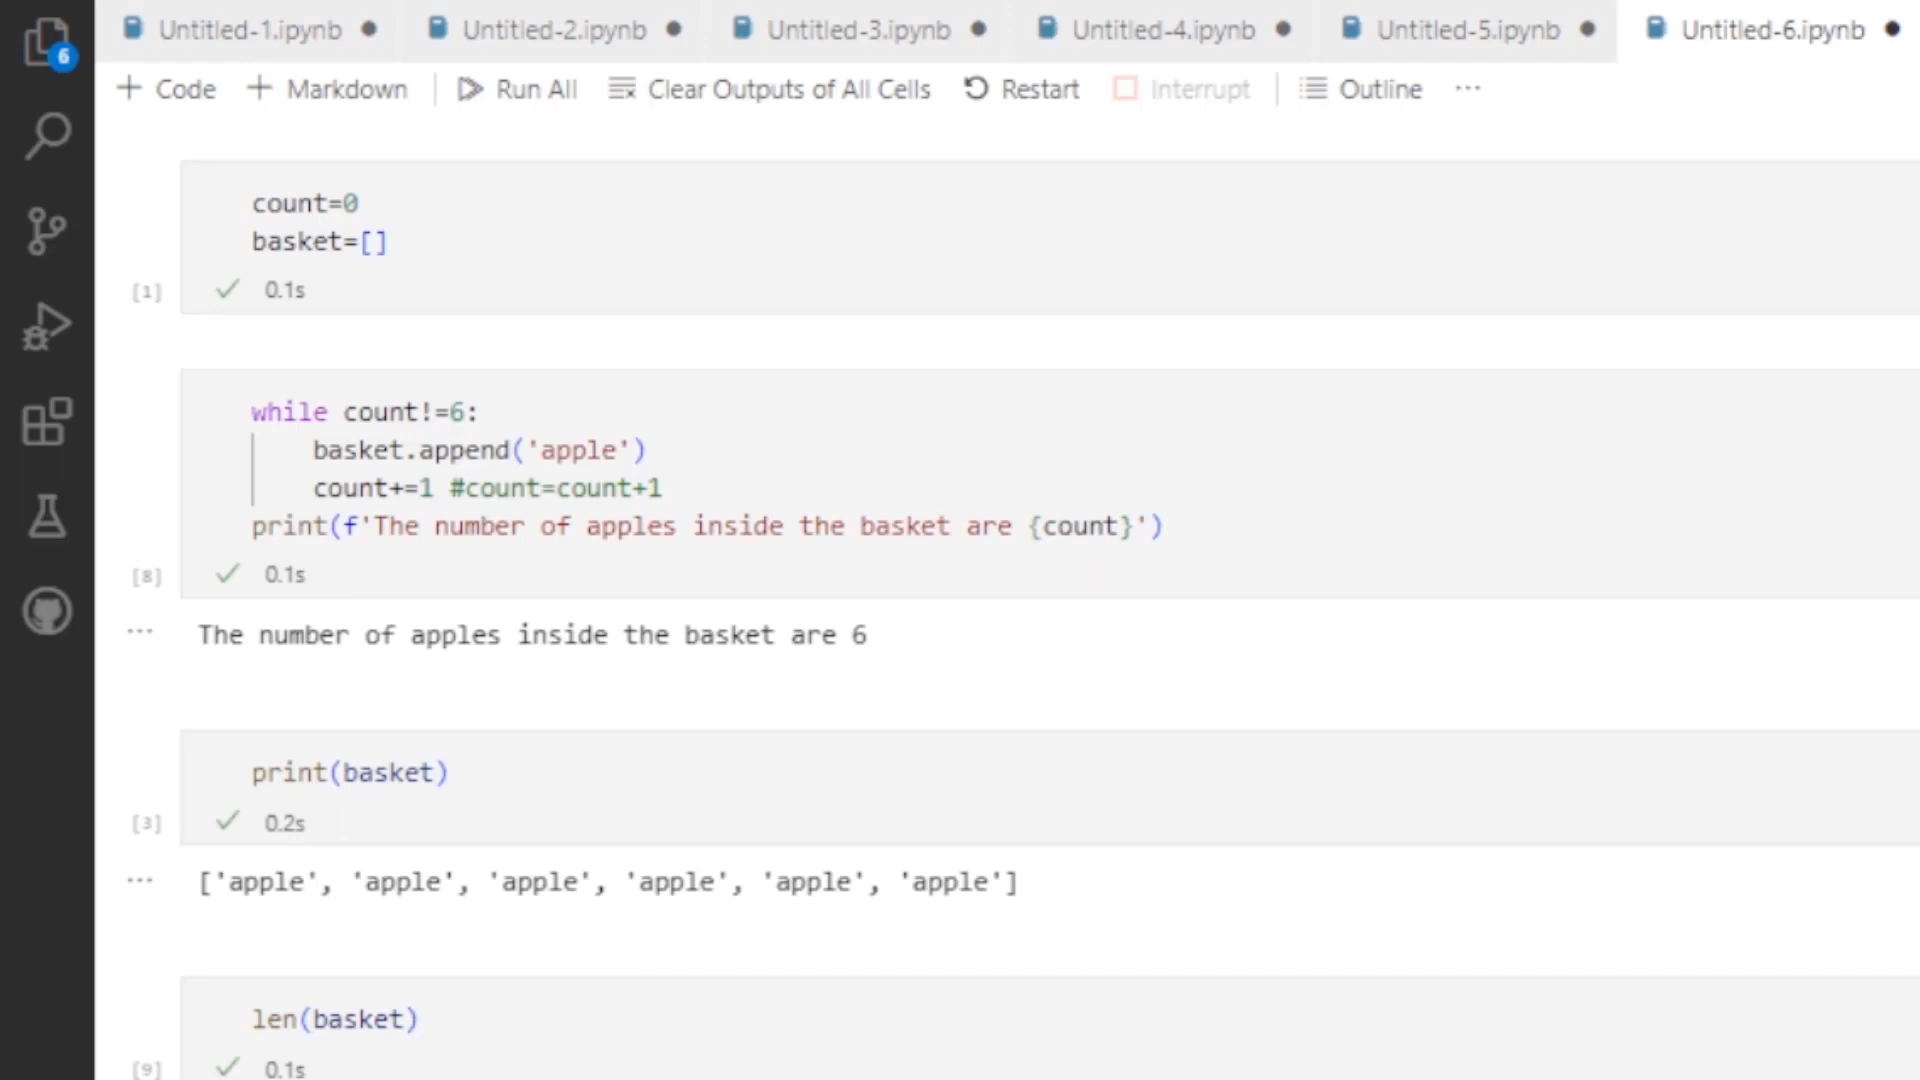 Untitled-1.ipynb Untitled-2.ipynb Untitled-3.ipynb Untitled-4.ipynb Untitled-5.ipynb Untitled-6.ipynb
6
+ Code + Markdown Run All Clear Outputs of All Cells Restart Interrupt Outline ...
count=0
basket=[]
[1] 0.1s
while count!=6:
basket.append('apple')
count+=1 #count=count+1
print(f'The number of apples inside the basket are {count}')
[8] 0.1s
... The number of apples inside the basket are 6
print(basket)
[3] 0.2s
... ['apple', 'apple', 'apple', 'apple', 'apple', 'apple']
len(basket)
[9] 0.1s